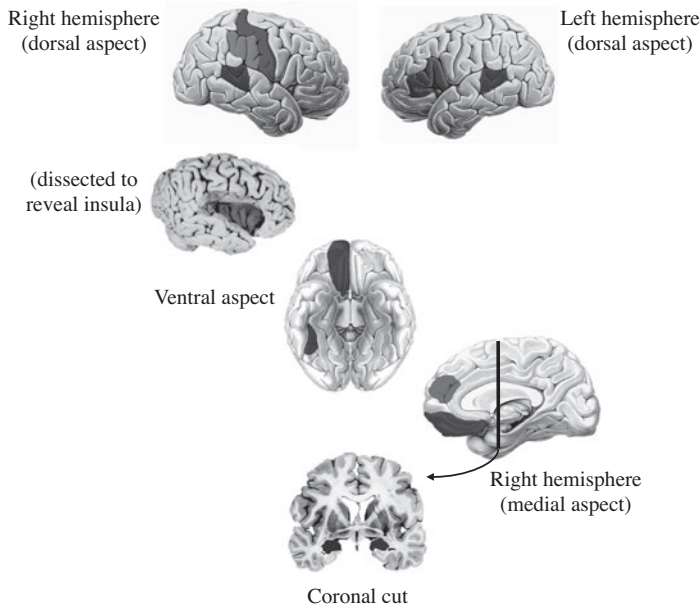 Right hemisphere
(dorsal aspect)
Left hemisphere
(dorsal aspect)
(dissected to
reveal insula)
Ventral aspect
Right hemisphere
(medial aspect)
Coronal cut